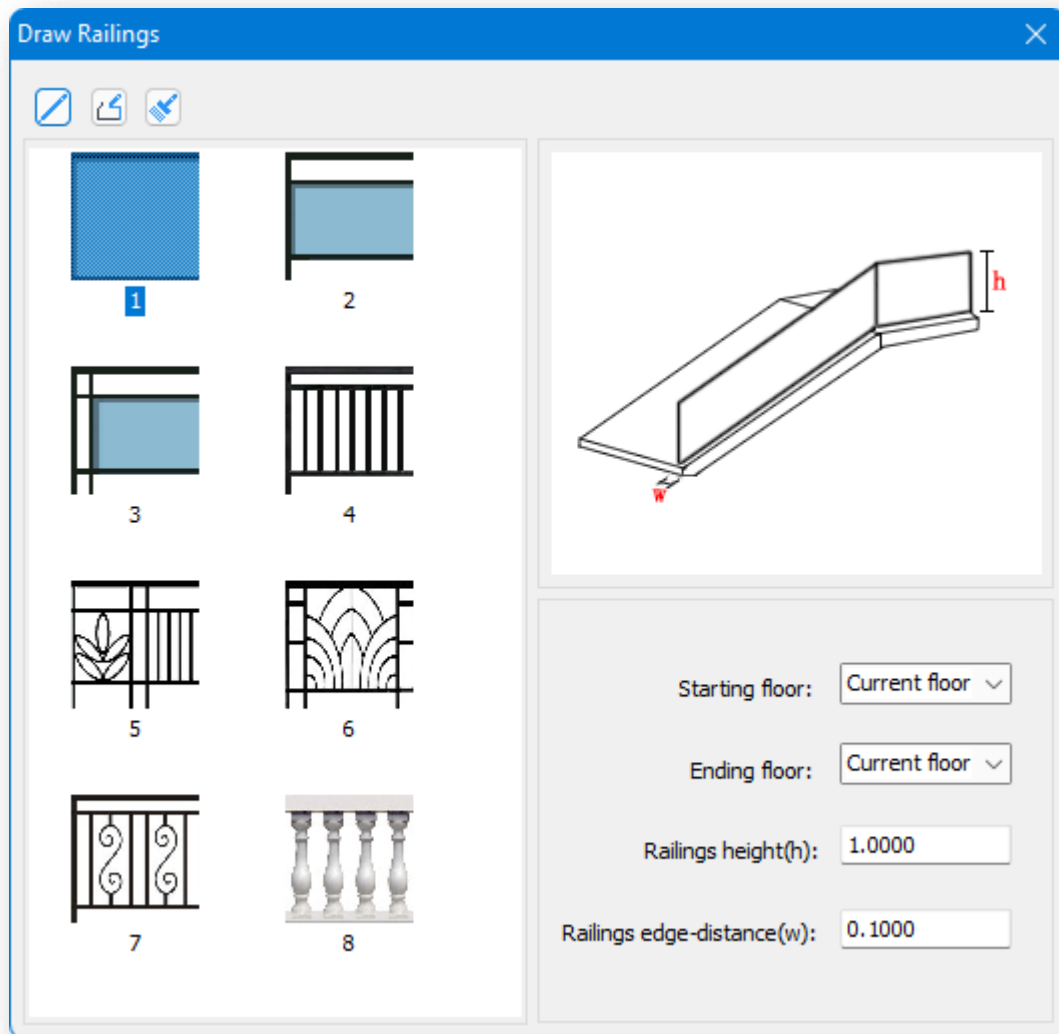 Draw Railings
1
2
3
4
5
6
7
8
h
w
Starting floor: Current floor
Ending floor: Current floor
Railings height(h): 1.0000
Railings edge-distance(w): 0.1000